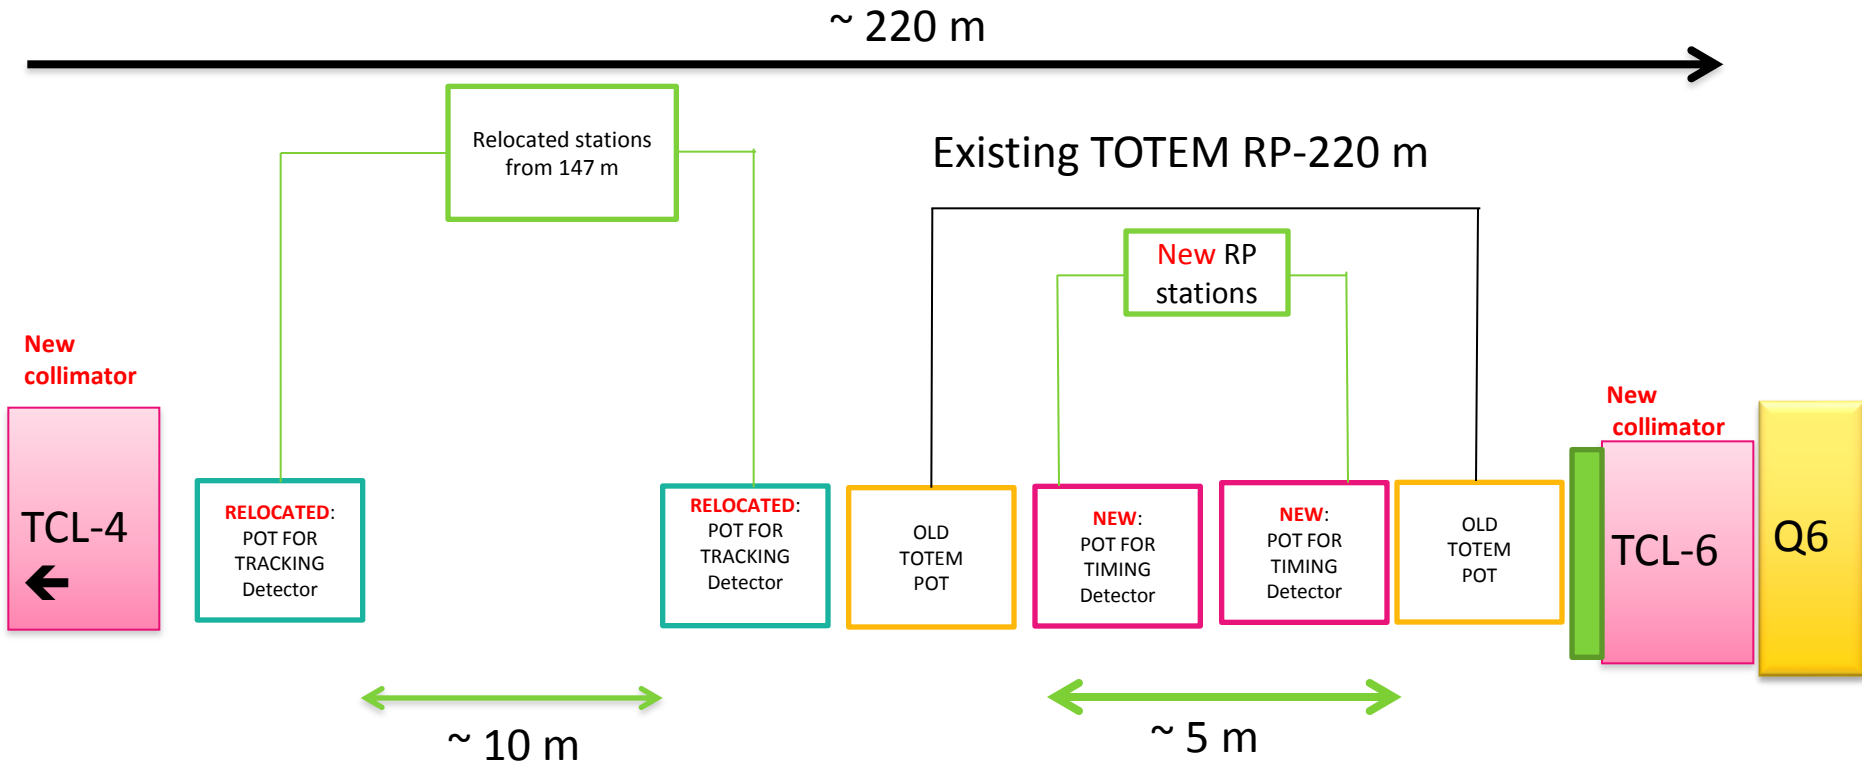 ~ 220 m
Relocated stations
from 147 m
Existing TOTEM RP-220 m
New RP
stations
New
collimator
TCL-4
RELOCATED:
POT FOR
TRACKING
Detector
RELOCATED:
POT FOR
TRACKING
Detector
OLD
TOTEM
POT
NEW:
POT FOR
TIMING
Detector
NEW:
POT FOR
TIMING
Detector
OLD
TOTEM
POT
New
collimator
TCL-6
Q6
~ 10 m
~ 5 m